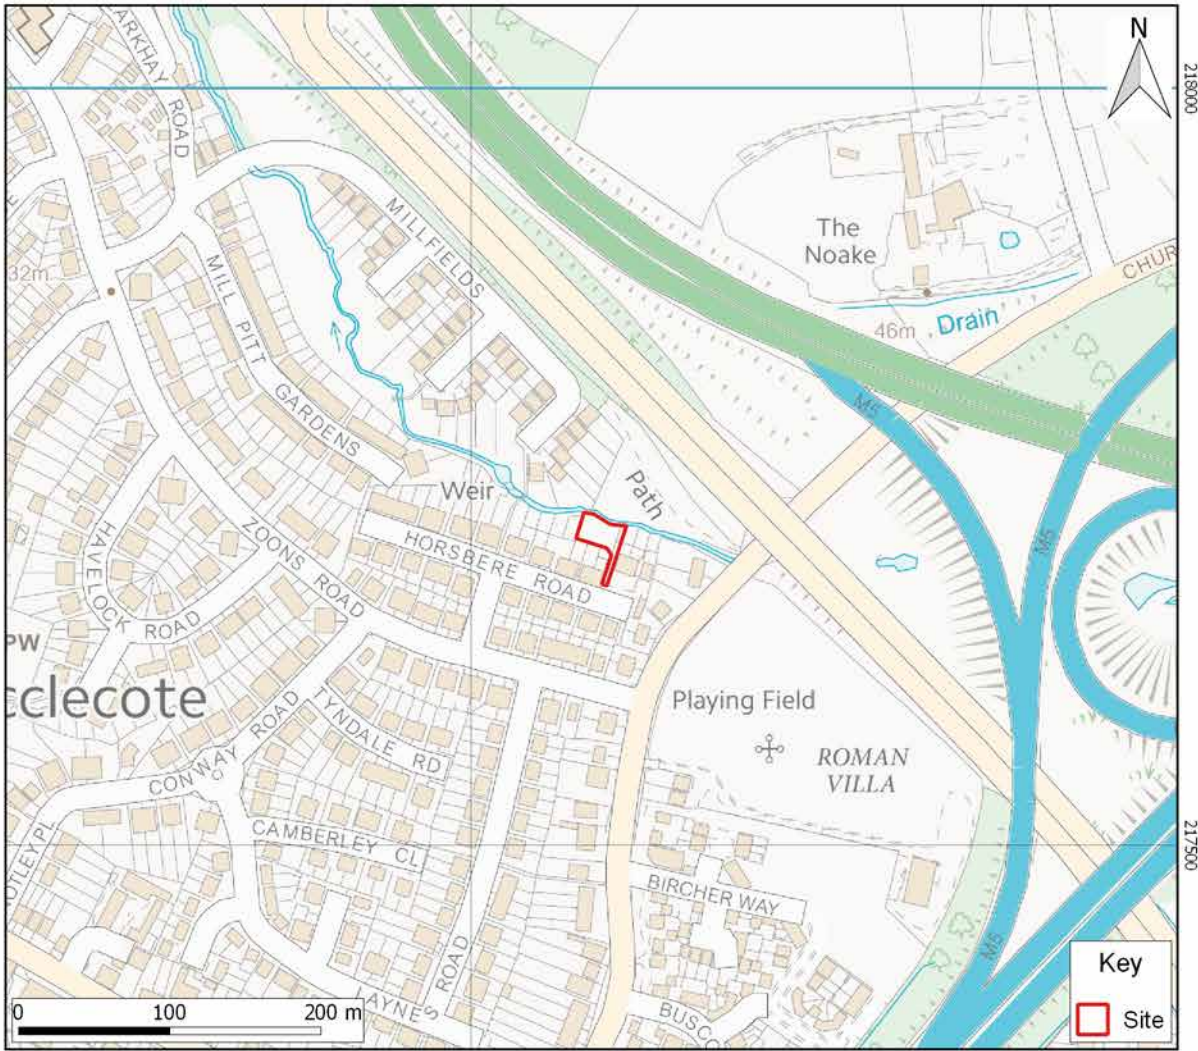 N
218000
ARKHAY ROAD
MILLFIELDS
The
Noake
CHUR
32m
MILL PITT GARDENS
46m
Drain
M5
Weir
Path
HAVELOCK ROAD
ZOONS ROAD
HORSBERE ROAD
M5
PW
cclecote
Playing Field
TYNDALE RD
CONWAY ROAD
ROMAN
VILLA
CAMBERLEY CL
217500
BIRCHER WAY
ROAD
M5
LAYNES
BUSC
Key
Site
0 100 200 m